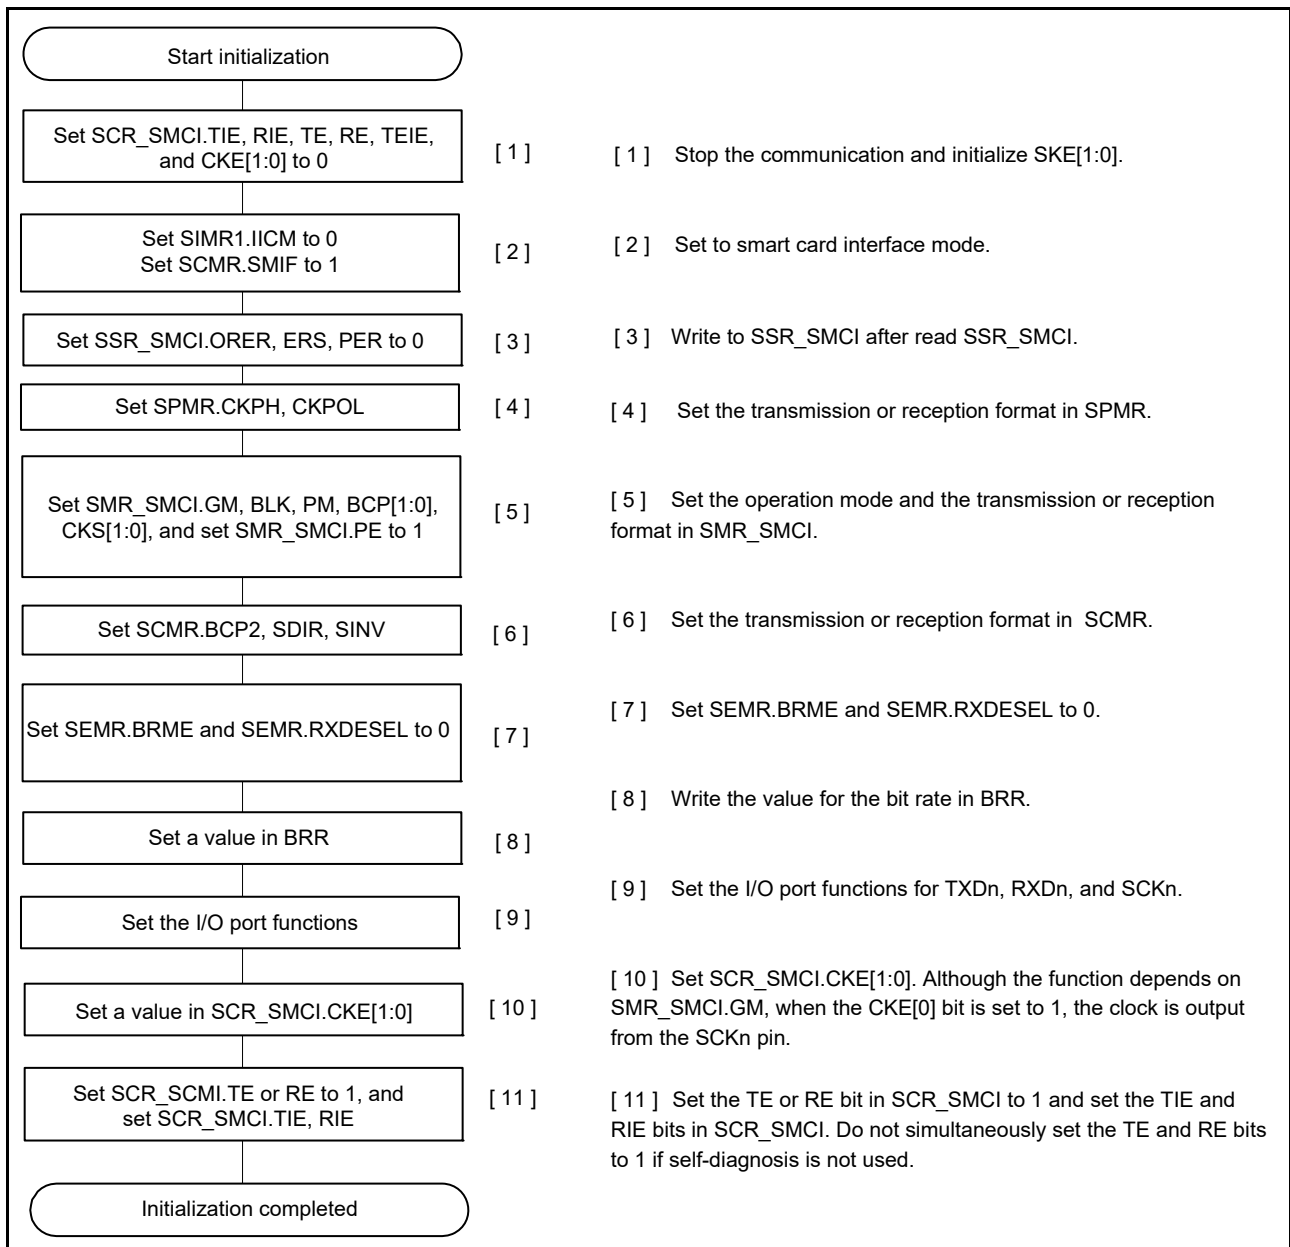 Start initialization
Set SCR_SMCI.TIE, RIE, TE, RE, TEIE,
and CKE[1:0] to 0
[ 1 ]
[ 1 ] Stop the communication and initialize SKE[1:0].
Set SIMR1.IICM to 0
Set SCMR.SMIF to 1
[ 2 ]
[ 2 ] Set to smart card interface mode.
Set SSR_SMCI.ORER, ERS, PER to 0
[ 3 ]
[ 3 ] Write to SSR_SMCI after read SSR_SMCI.
Set SPMR.CKPH, CKPOL
[ 4 ]
[ 4 ] Set the transmission or reception format in SPMR.
Set SMR_SMCI.GM, BLK, PM, BCP[1:0],
CKS[1:0], and set SMR_SMCI.PE to 1
[ 5 ]
[ 5 ] Set the operation mode and the transmission or reception
format in SMR_SMCI.
Set SCMR.BCP2, SDIR, SINV
[ 6 ]
[ 6 ] Set the transmission or reception format in SCMR.
Set SEMR.BRME and SEMR.RXDESEL to 0
[ 7 ]
[ 7 ] Set SEMR.BRME and SEMR.RXDESEL to 0.
Set a value in BRR
[ 8 ]
[ 8 ] Write the value for the bit rate in BRR.
Set the I/O port functions
[ 9 ]
[ 9 ] Set the I/O port functions for TXDn, RXDn, and SCKn.
Set a value in SCR_SMCI.CKE[1:0]
[ 10 ]
[ 10 ] Set SCR_SMCI.CKE[1:0]. Although the function depends on
SMR_SMCI.GM, when the CKE[0] bit is set to 1, the clock is output
from the SCKn pin.
Set SCR_SCMI.TE or RE to 1, and
set SCR_SMCI.TIE, RIE
[ 11 ]
[ 11 ] Set the TE or RE bit in SCR_SMCI to 1 and set the TIE and
RIE bits in SCR_SMCI. Do not simultaneously set the TE and RE bits
to 1 if self-diagnosis is not used.
Initialization completed